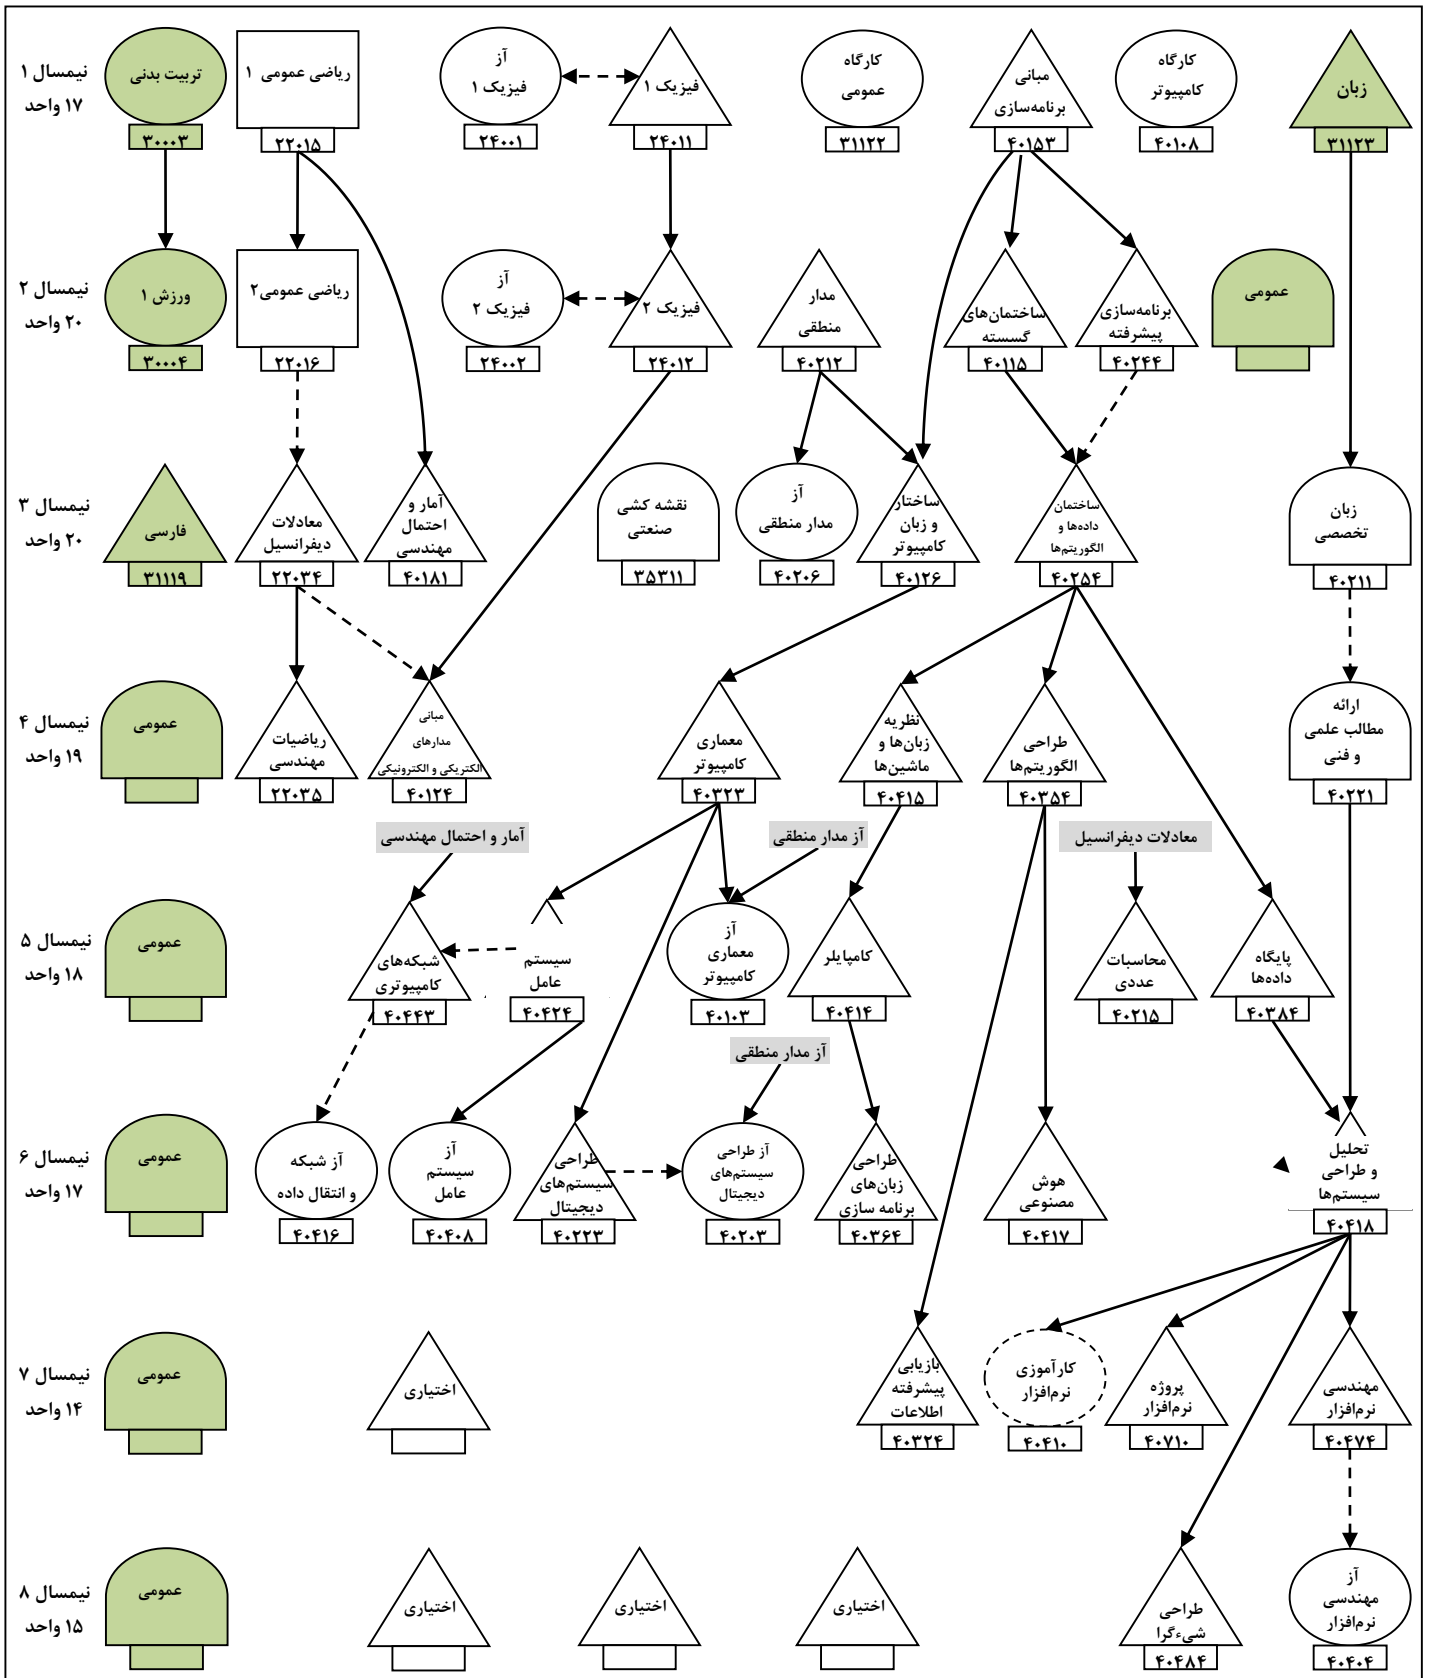 نیمسال ۱
۱۷ واحد
زبان
۳۱۱۲۳
کارگاه
کامپیوتر
۴۰۱۰۸
مبانی
برنامه‌سازی
۴۰۱۵۳
کارگاه
عمومی
۳۱۱۲۲
فیزیک ۱
۲۴۰۱۱
آز
فیزیک ۱
۲۴۰۰۱
ریاضی عمومی ۱
۲۲۰۱۵
تربیت بدنی
۳۰۰۰۳
نیمسال ۲
۲۰ واحد
عمومی
برنامه‌سازی
پیشرفته
۴۰۲۴۴
ساختمان‌های
گسسته
۴۰۱۱۵
مدار
منطقی
۴۰۲۱۲
فیزیک ۲
۲۴۰۱۲
آز
فیزیک ۲
۲۴۰۰۲
ریاضی عمومی۲
۲۲۰۱۶
ورزش ۱
۳۰۰۰۴
نیمسال ۳
۲۰ واحد
زبان
تخصصی
۴۰۲۱۱
ساختمان
داده‌ها و
الگوریتم‌ها
۴۰۲۵۴
ساختار
و زبان
کامپیوتر
۴۰۱۲۶
آز
مدار منطقی
۴۰۲۰۶
نقشه کشی
صنعتی
۳۵۳۱۱
آمار و
احتمال
مهندسی
۴۰۱۸۱
معادلات
دیفرانسیل
۲۲۰۳۴
فارسی
۳۱۱۱۹
نیمسال ۴
۱۹ واحد
ارائه
مطالب علمی
و فنی
۴۰۲۲۱
طراحی
الگوریتم‌ها
۴۰۳۵۴
نظریه
زبان‌ها و
ماشین‌ها
۴۰۴۱۵
معماری
کامپیوتر
۴۰۳۲۳
مبانی
مدارهای
الکتریکی و الکترونیکی
۴۰۱۲۴
ریاضیات
مهندسی
۲۲۰۳۵
عمومی
معادلات دیفرانسیل
آز مدار منطقی
آمار و احتمال مهندسی
نیمسال ۵
۱۸ واحد
پایگاه
داده‌ها
۴۰۳۸۴
محاسبات
عددی
۴۰۲۱۵
کامپایلر
۴۰۴۱۴
آز
معماری
کامپیوتر
۴۰۱۰۳
سیستم
عامل
۴۰۴۲۴
شبکه‌های
کامپیوتری
۴۰۴۴۳
عمومی
آز مدار منطقی
نیمسال ۶
۱۷ واحد
تحلیل
و طراحی
سیستم‌ها
۴۰۴۱۸
هوش
مصنوعی
۴۰۴۱۷
طراحی
زبان‌های
برنامه سازی
۴۰۳۶۴
آز طراحی
سیستم‌های
دیجیتال
۴۰۲۰۳
طراحی
سیستم‌های
دیجیتال
۴۰۲۲۳
آز
سیستم
عامل
۴۰۴۰۸
آز شبکه
و انتقال داده
۴۰۴۱۶
عمومی
نیمسال ۷
۱۴ واحد
مهندسی
نرم‌افزار
۴۰۴۷۴
پروژه
نرم‌افزار
۴۰۷۱۰
کارآموزی
نرم‌افزار
۴۰۴۱۰
بازیابی
پیشرفته
اطلاعات
۴۰۳۲۴
اختیاری
عمومی
نیمسال ۸
۱۵ واحد
آز
مهندسی
نرم‌افزار
۴۰۴۰۴
طراحی
شیءگرا
۴۰۴۸۴
اختیاری
اختیاری
اختیاری
عمومی